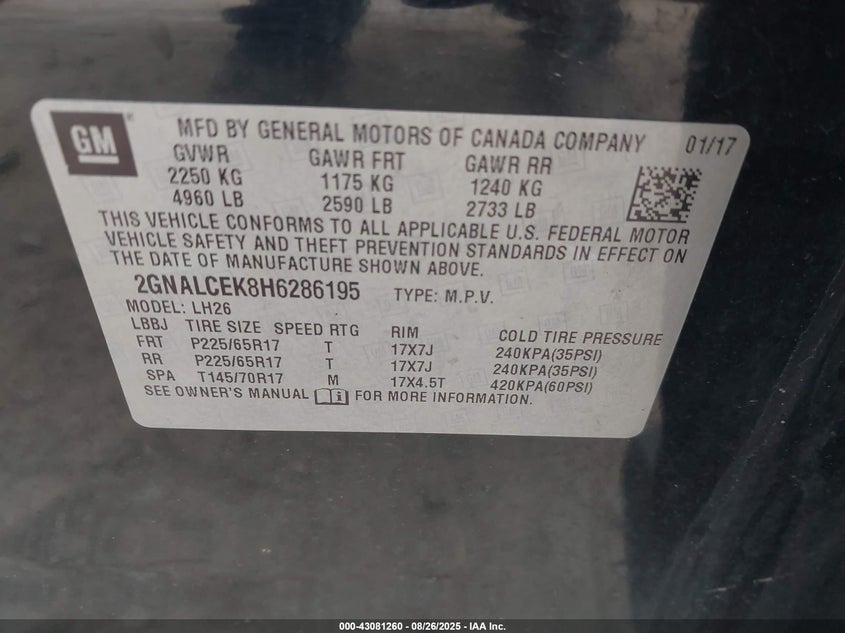 GM
MFD BY GENERAL MOTORS OF CANADA COMPANY 01/17
GVWR GAWR FRT GAWR RR
2250 KG 1175 KG 1240 KG
4960 LB 2590 LB 2733 LB
THIS VEHICLE CONFORMS TO ALL APPLICABLE U.S. FEDERAL MOTOR
VEHICLE SAFETY AND THEFT PREVENTION STANDARDS IN EFFECT ON
THE DATE OF MANUFACTURE SHOWN ABOVE.
2GNALCEK8H6286195 TYPE: M.P.V.
MODEL: LH26
LBBJ TIRE SIZE SPEED RTG RIM COLD TIRE PRESSURE
FRT P225/65R17 T 17X7J 240KPA(35PSI)
RR P225/65R17 T 17X7J 240KPA(35PSI)
SPA T145/70R17 M 17X4.5T 420KPA(60PSI)
SEE OWNER'S MANUAL FOR MORE INFORMATION.
000-43081260 - 08/26/2025 - IAA Inc.